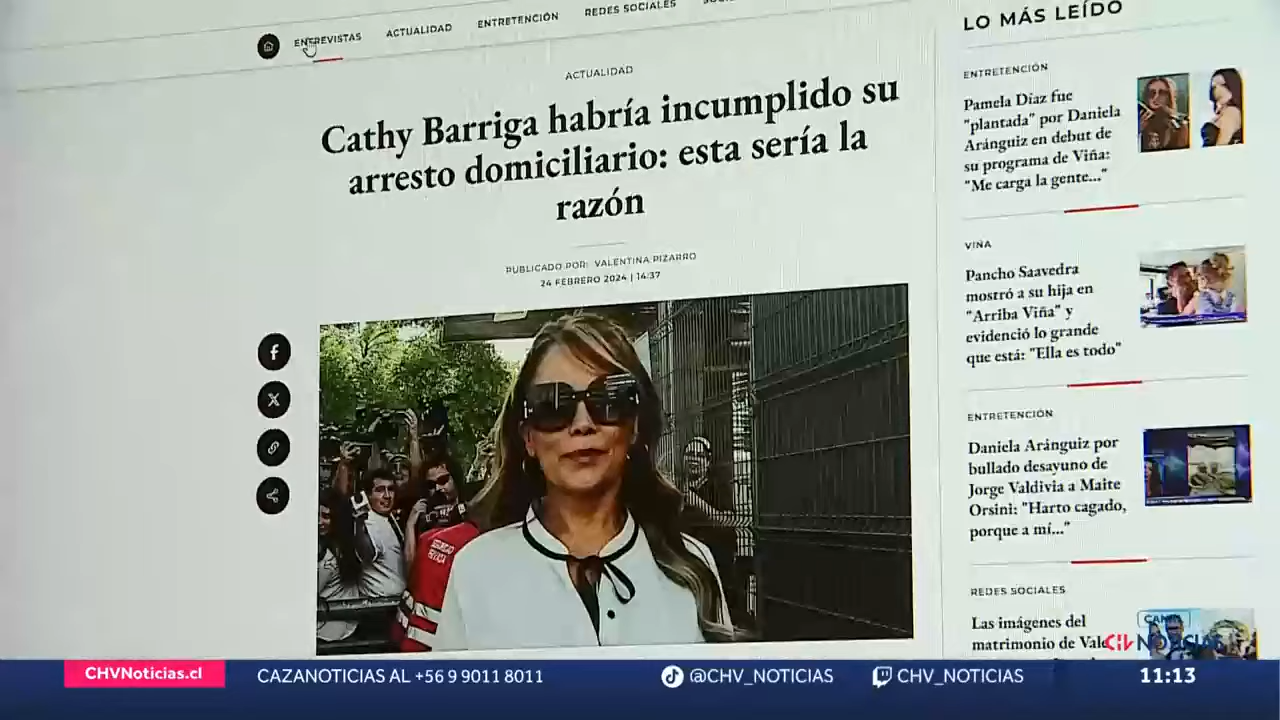 ENTREVISTAS
ACTUALIDAD
ENTRETENCIÓN
REDES SOCIALES
ACTUALIDAD
Cathy Barriga habría incumplido su
arresto domiciliario: esta sería la
razón
PUBLICADO POR: VALENTINA PIZARRO
24 FEBRERO 2024 | 14:37
LO MÁS LEÍDO
ENTRETENCIÓN
Pamela Díaz fue
"plantada" por Daniela
Aránguiz en debut de
su programa de Viña:
"Me carga la gente..."
VIÑA
Pancho Saavedra
mostró a su hija en
"Arriba Viña" y
evidenció lo grande
que está: "Ella es todo"
ENTRETENCIÓN
Daniela Aránguiz por
bullado desayuno de
Jorge Valdivia a Maite
Orsini: "Harto cagado,
porque a mí..."
REDES SOCIALES
Las imágenes del
matrimonio de
CHV NOTICIAS
CHVNoticias.cl
CAZANOTICIAS AL +56 9 9011 8011
@CHV_NOTICIAS
CHV_NOTICIAS
11:13